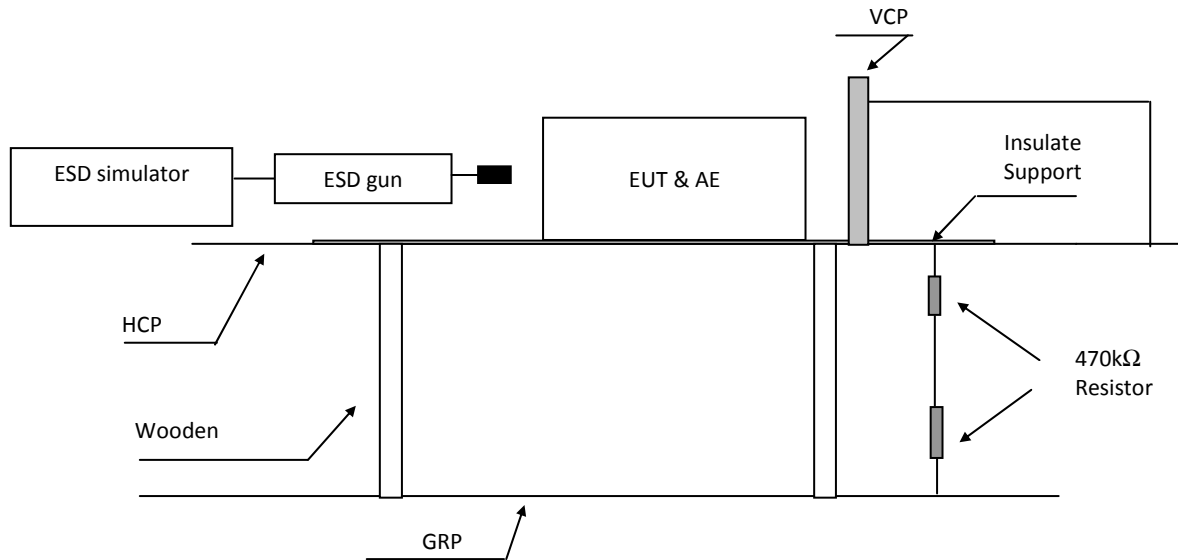 VCP
ESD simulator
ESD gun
EUT & AE
Insulate
Support
HCP
470kΩ
Resistor
Wooden
GRP